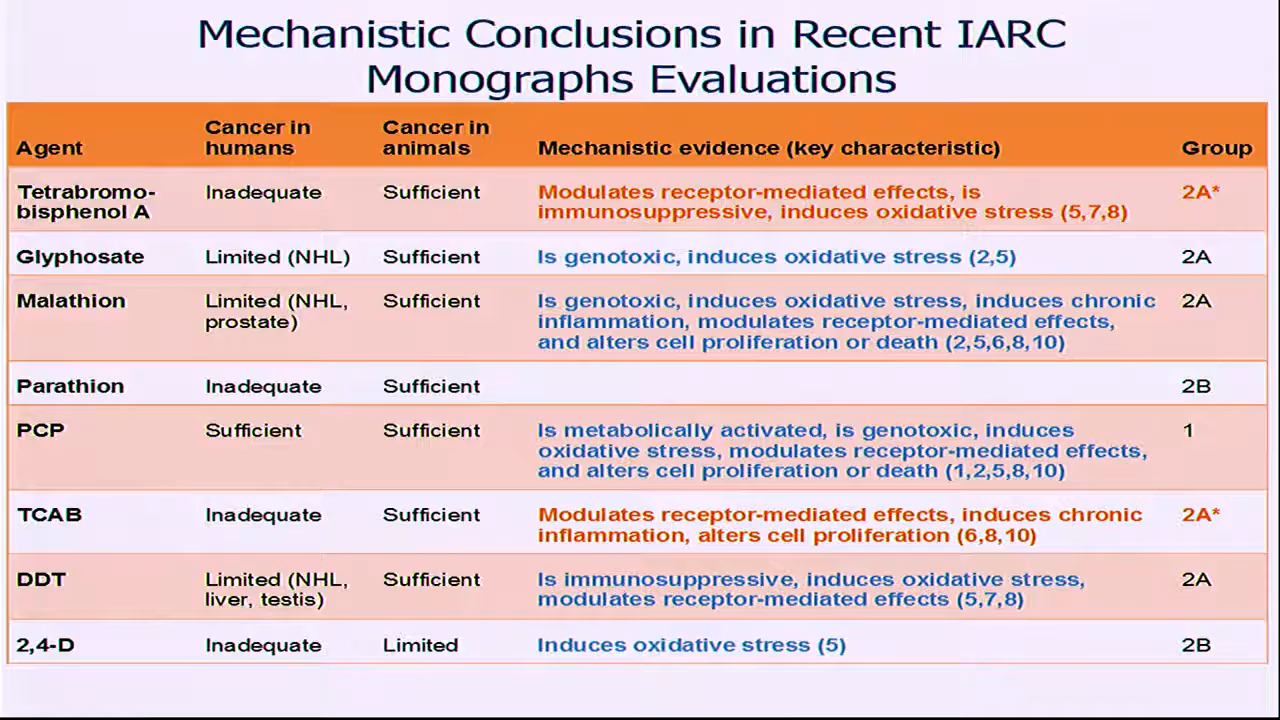 Mechanistic Conclusions in Recent IARC
Monographs Evaluations
Agent
Cancer in
humans
Cancer in
animals
Mechanistic evidence (key characteristic)
Group
Tetrabromo-
bisphenol A
Inadequate
Sufficient
Modulates receptor-mediated effects, is
immunosuppressive, induces oxidative stress (5,7,8)
2A*
Glyphosate
Limited (NHL)
Sufficient
Is genotoxic, induces oxidative stress (2,5)
2A
Malathion
Limited (NHL,
prostate)
Sufficient
Is genotoxic, induces oxidative stress, induces chronic
inflammation, modulates receptor-mediated effects,
and alters cell proliferation or death (2,5,6,8,10)
2A
Parathion
Inadequate
Sufficient
2B
PCP
Sufficient
Sufficient
Is metabolically activated, is genotoxic, induces
oxidative stress, modulates receptor-mediated effects,
and alters cell proliferation or death (1,2,5,8,10)
1
TCAB
Inadequate
Sufficient
Modulates receptor-mediated effects, induces chronic
inflammation, alters cell proliferation (6,8,10)
2A*
DDT
Limited (NHL,
liver, testis)
Sufficient
Is immunosuppressive, induces oxidative stress,
modulates receptor-mediated effects (5,7,8)
2A
2,4-D
Inadequate
Limited
Induces oxidative stress (5)
2B